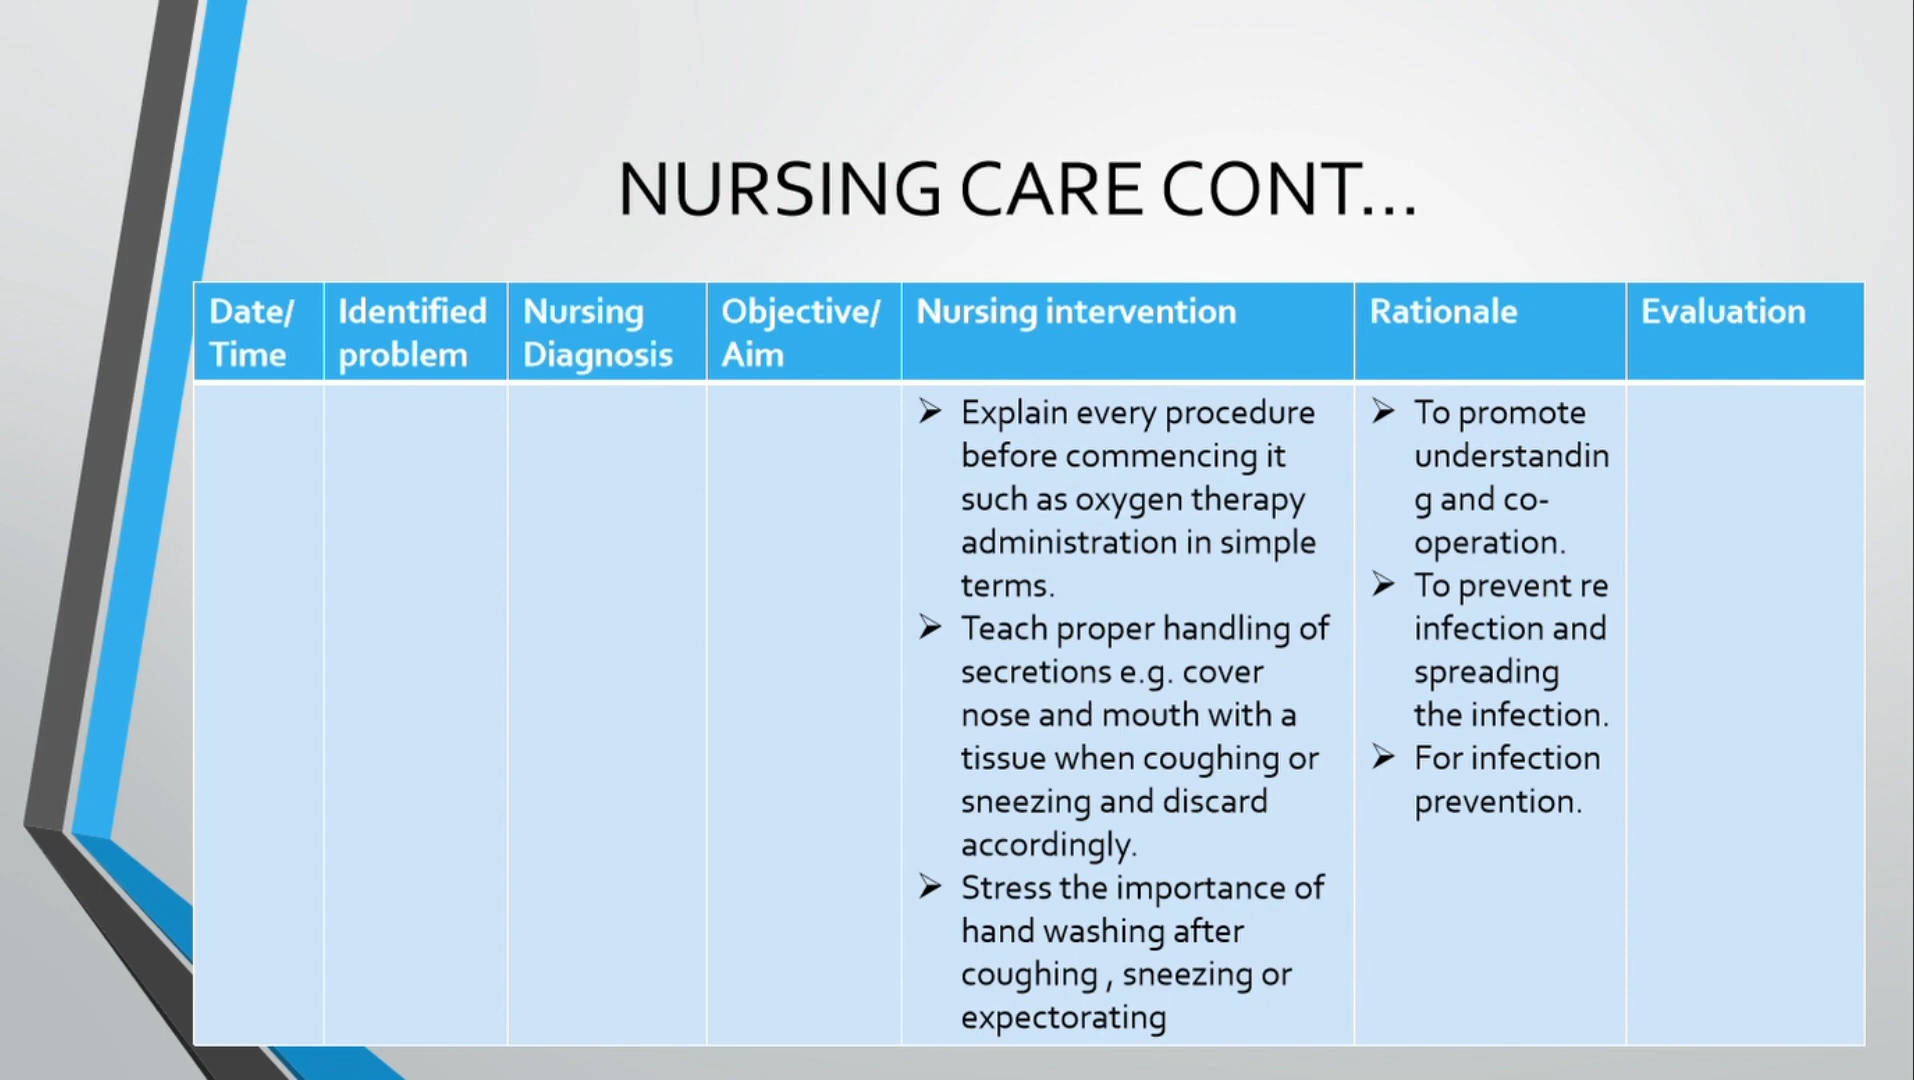 NURSING CARE CONT...
Date/
Time
Identified
problem
Nursing
Diagnosis
Objective/
Aim
Nursing intervention
Rationale
Evaluation
➢ Explain every procedure
before commencing it
such as oxygen therapy
administration in simple
terms.
➢ Teach proper handling of
secretions e.g. cover
nose and mouth with a
tissue when coughing or
sneezing and discard
accordingly.
➢ Stress the importance of
hand washing after
coughing , sneezing or
expectorating
➢ To promote
understandin
g and co-
operation.
➢ To prevent re
infection and
spreading
the infection.
➢ For infection
prevention.